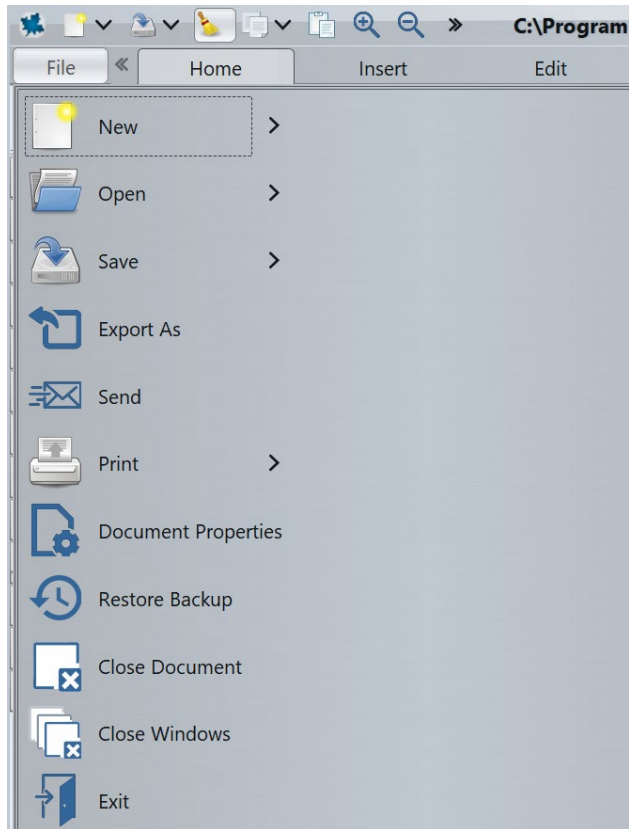 C:\Program
File Home Insert Edit
New
Open
Save
Export As
Send
Print
Document Properties
Restore Backup
Close Document
Close Windows
Exit